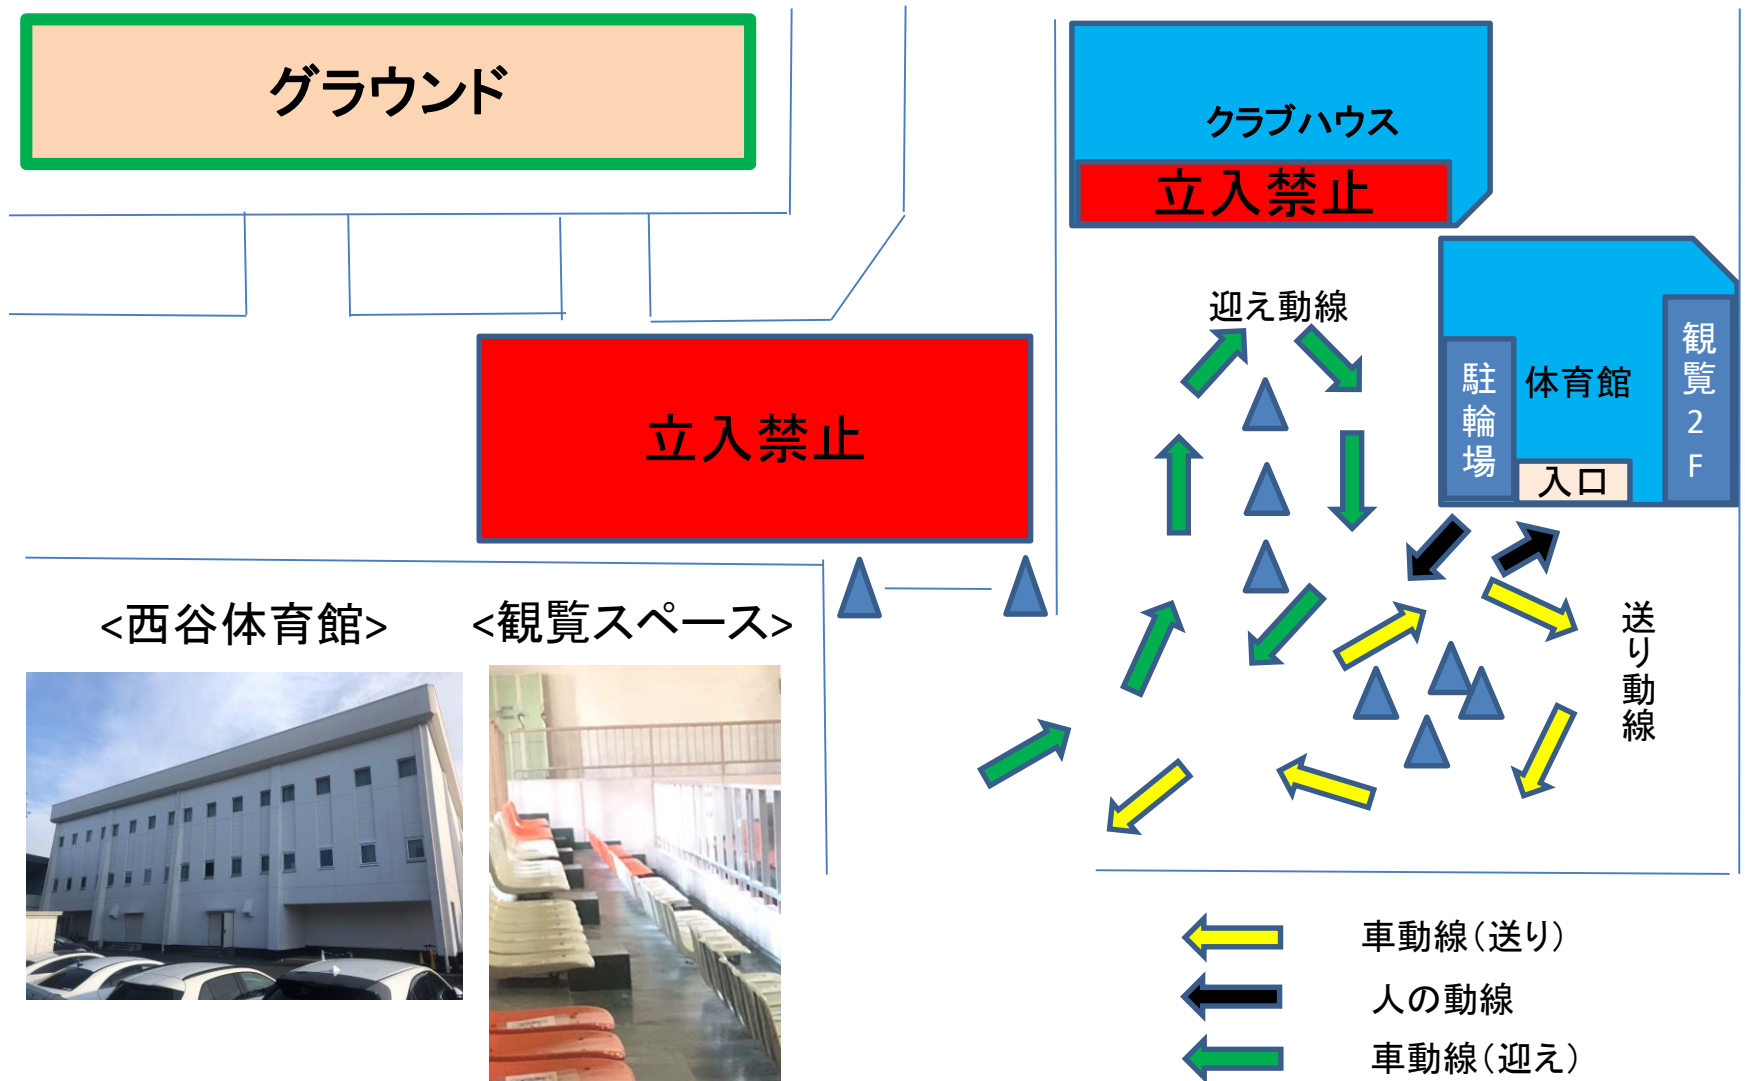 グラウンド
クラブハウス
立入禁止
迎え動線
観覧2F
駐輪場
体育館
入口
立入禁止
送り動線
<西谷体育館>
<観覧スペース>
車動線(送り)
人の動線
車動線(迎え)